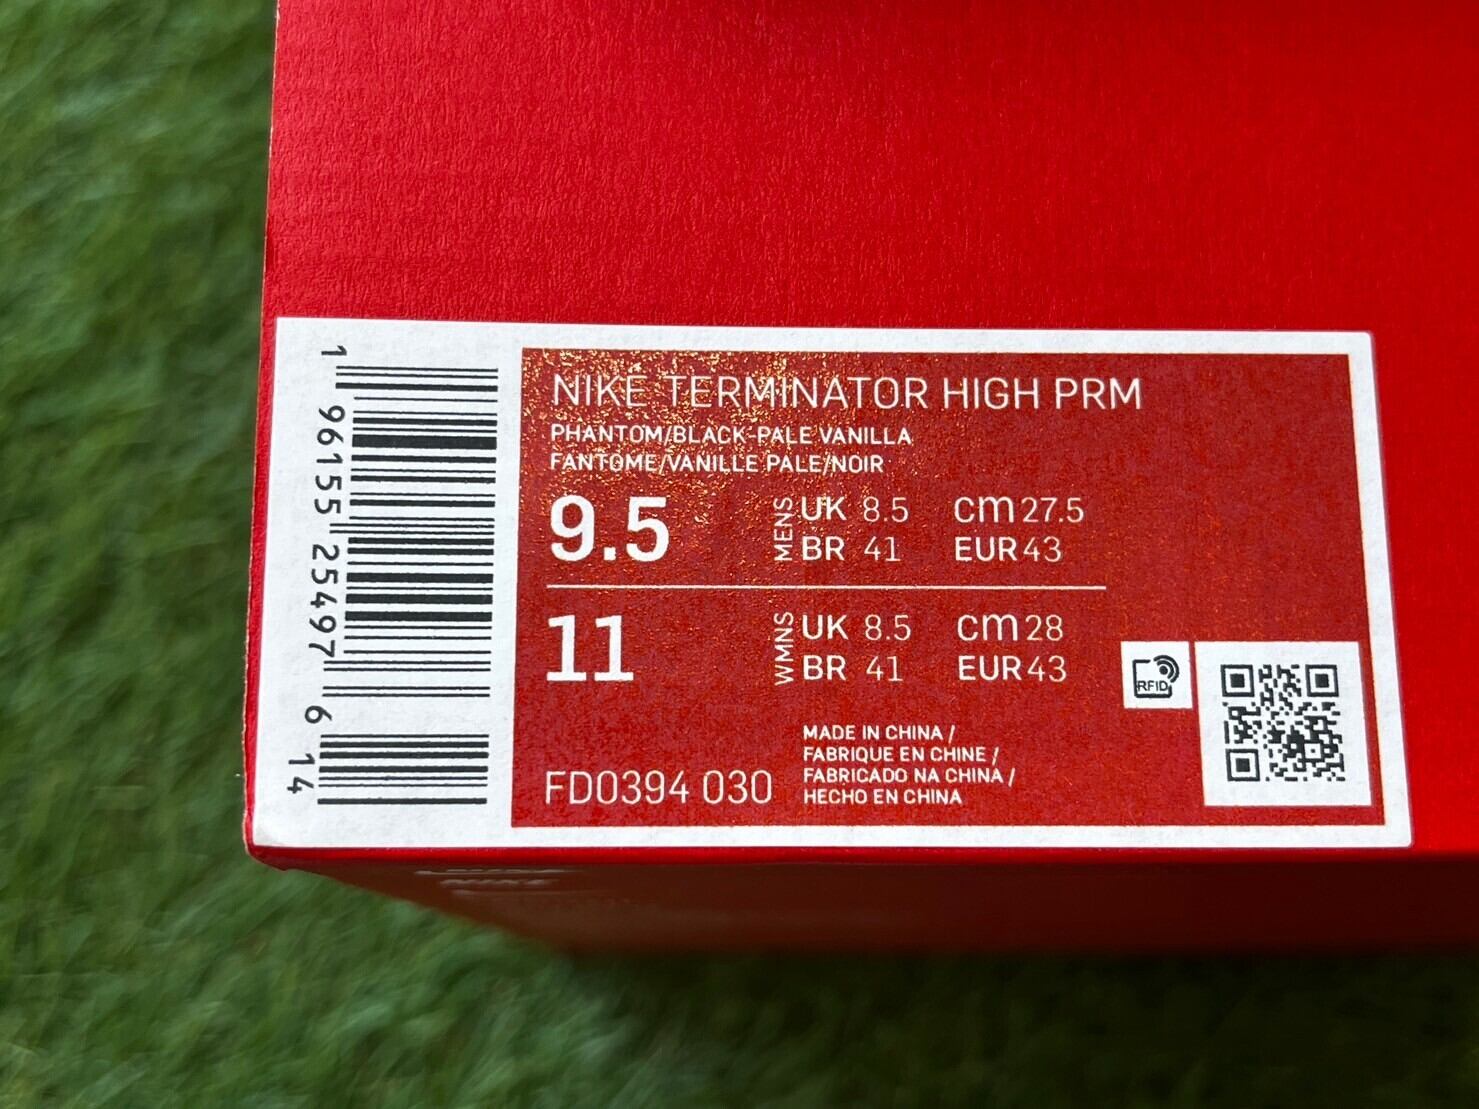 1 96155 25497 6 14
NIKE TERMINATOR HIGH PRM
PHANTOM/BLACK-PALE VANILLA
FANTOME/VANILLE PALE/NOIR
9.5 MENS UK 8.5 cm 27.5
BR 41 EUR 43
11 WMNS UK 8.5 cm 28
BR 41 EUR 43
RFID
MADE IN CHINA /
FABRIQUE EN CHINE /
FABRICADO NA CHINA /
HECHO EN CHINA
FD0394 030